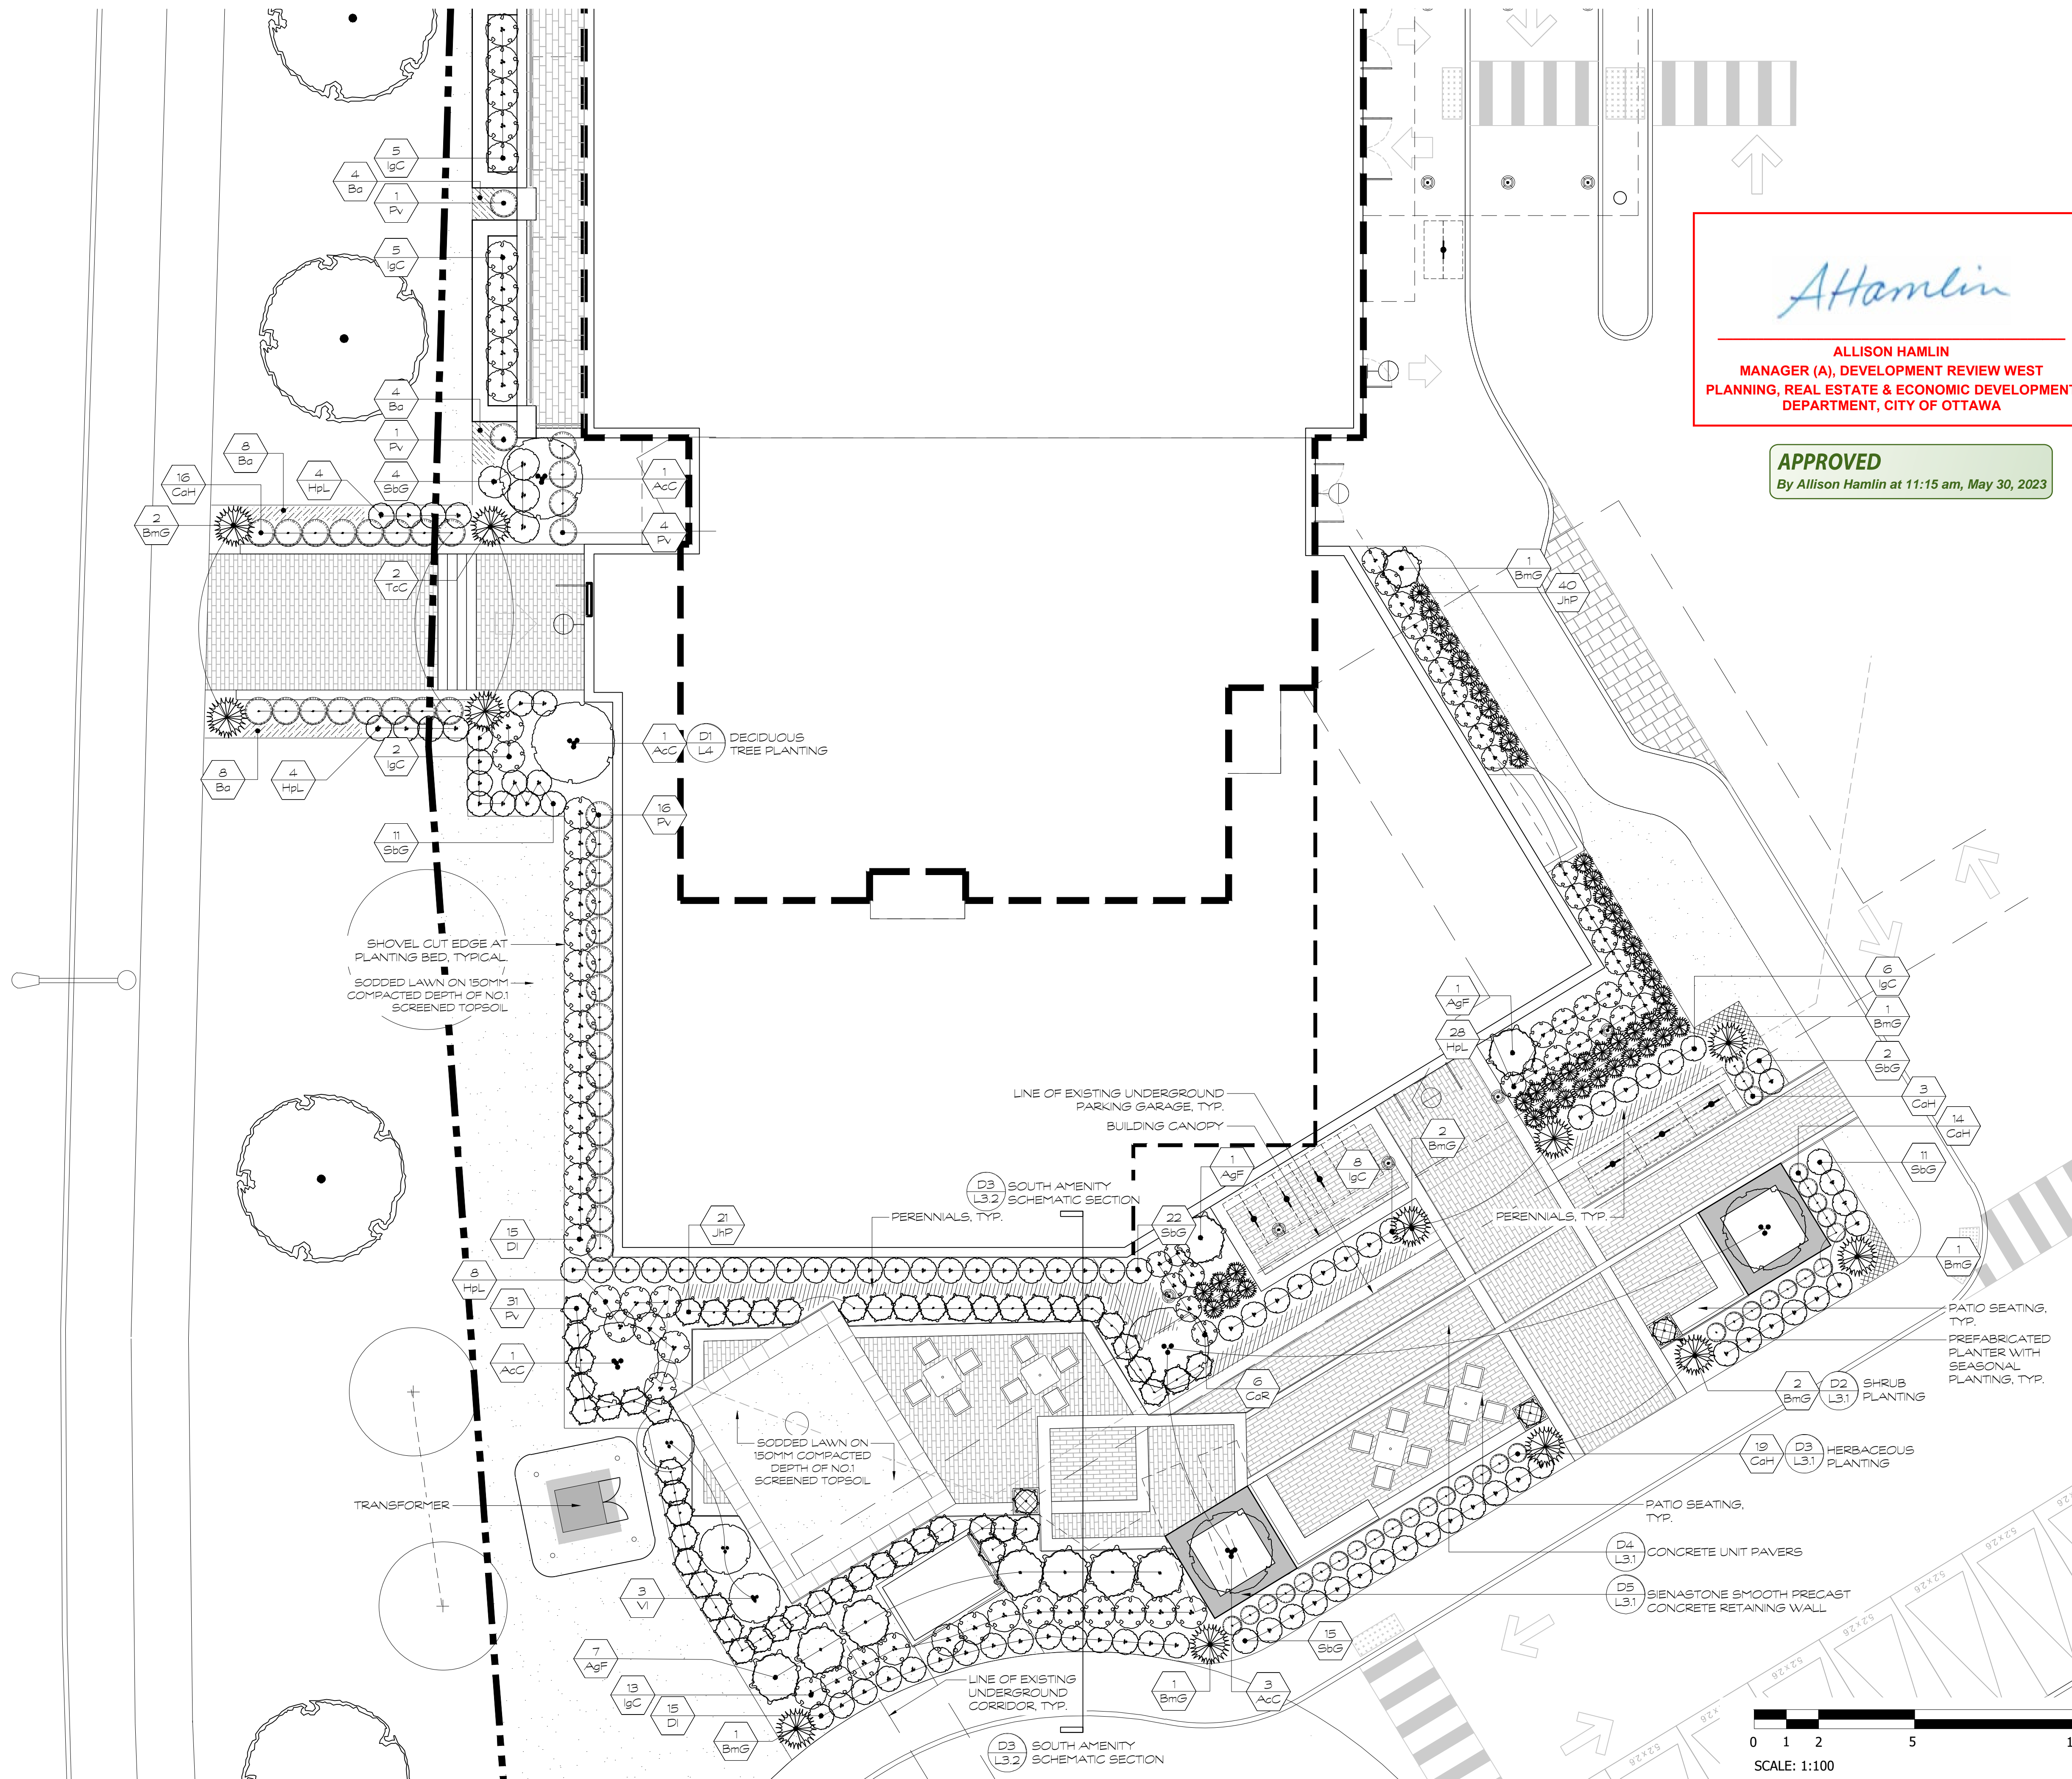 5
IgC
4
Ba
1
Pv
5
IgC
4
Ba
1
Pv
8
Ba
4
HpL
4
SbG
16
CaH
2
BmG
1
AcC
4
Pv
2
TcC
2
IgC
8
Ba
4
HpL
11
SbG
1
AcC
D1
L4
DECIDUOUS
TREE PLANTING
16
Pv
SHOVEL CUT EDGE AT
PLANTING BED, TYPICAL.
SODDED LAWN ON 150MM
COMPACTED DEPTH OF NO.1
SCREENED TOPSOIL
AHamlin
ALLISON HAMLIN
MANAGER (A), DEVELOPMENT REVIEW WEST
PLANNING, REAL ESTATE & ECONOMIC DEVELOPMENT
DEPARTMENT, CITY OF OTTAWA
APPROVED
By Allison Hamlin at 11:15 am, May 30, 2023
1
BmG
40
JhP
1
AgF
28
HpL
6
IgC
1
BmG
2
SbG
3
CaH
14
CaH
11
SbG
1
BmG
LINE OF EXISTING UNDERGROUND
PARKING GARAGE, TYP.
BUILDING CANOPY
2
BmG
8
IgC
1
AgF
22
SbG
D3
L3.2
SOUTH AMENITY
SCHEMATIC SECTION
PERENNIALS, TYP.
PERENNIALS, TYP.
21
JhP
15
DI
8
HpL
31
Pv
1
AcC
6
CaR
PATIO SEATING,
TYP.
PREFABRICATED
PLANTER WITH
SEASONAL
PLANTING, TYP.
2
BmG
D2
L3.1
SHRUB
PLANTING
19
CaH
D3
L3.1
HERBACEOUS
PLANTING
SODDED LAWN ON
150MM COMPACTED
DEPTH OF NO.1
SCREENED TOPSOIL
TRANSFORMER
PATIO SEATING,
TYP.
D4
L3.1
CONCRETE UNIT PAVERS
D5
L3.1
SIENASTONE SMOOTH PRECAST
CONCRETE RETAINING WALL
3
Vl
7
AgF
13
IgC
15
DI
1
BmG
15
SbG
1
BmG
3
AcC
LINE OF EXISTING
UNDERGROUND
CORRIDOR, TYP.
D3
L3.2
SOUTH AMENITY
SCHEMATIC SECTION
52x26
52x26
52x26
52x26
52x26
52x26
0 1 2 5
SCALE: 1:100